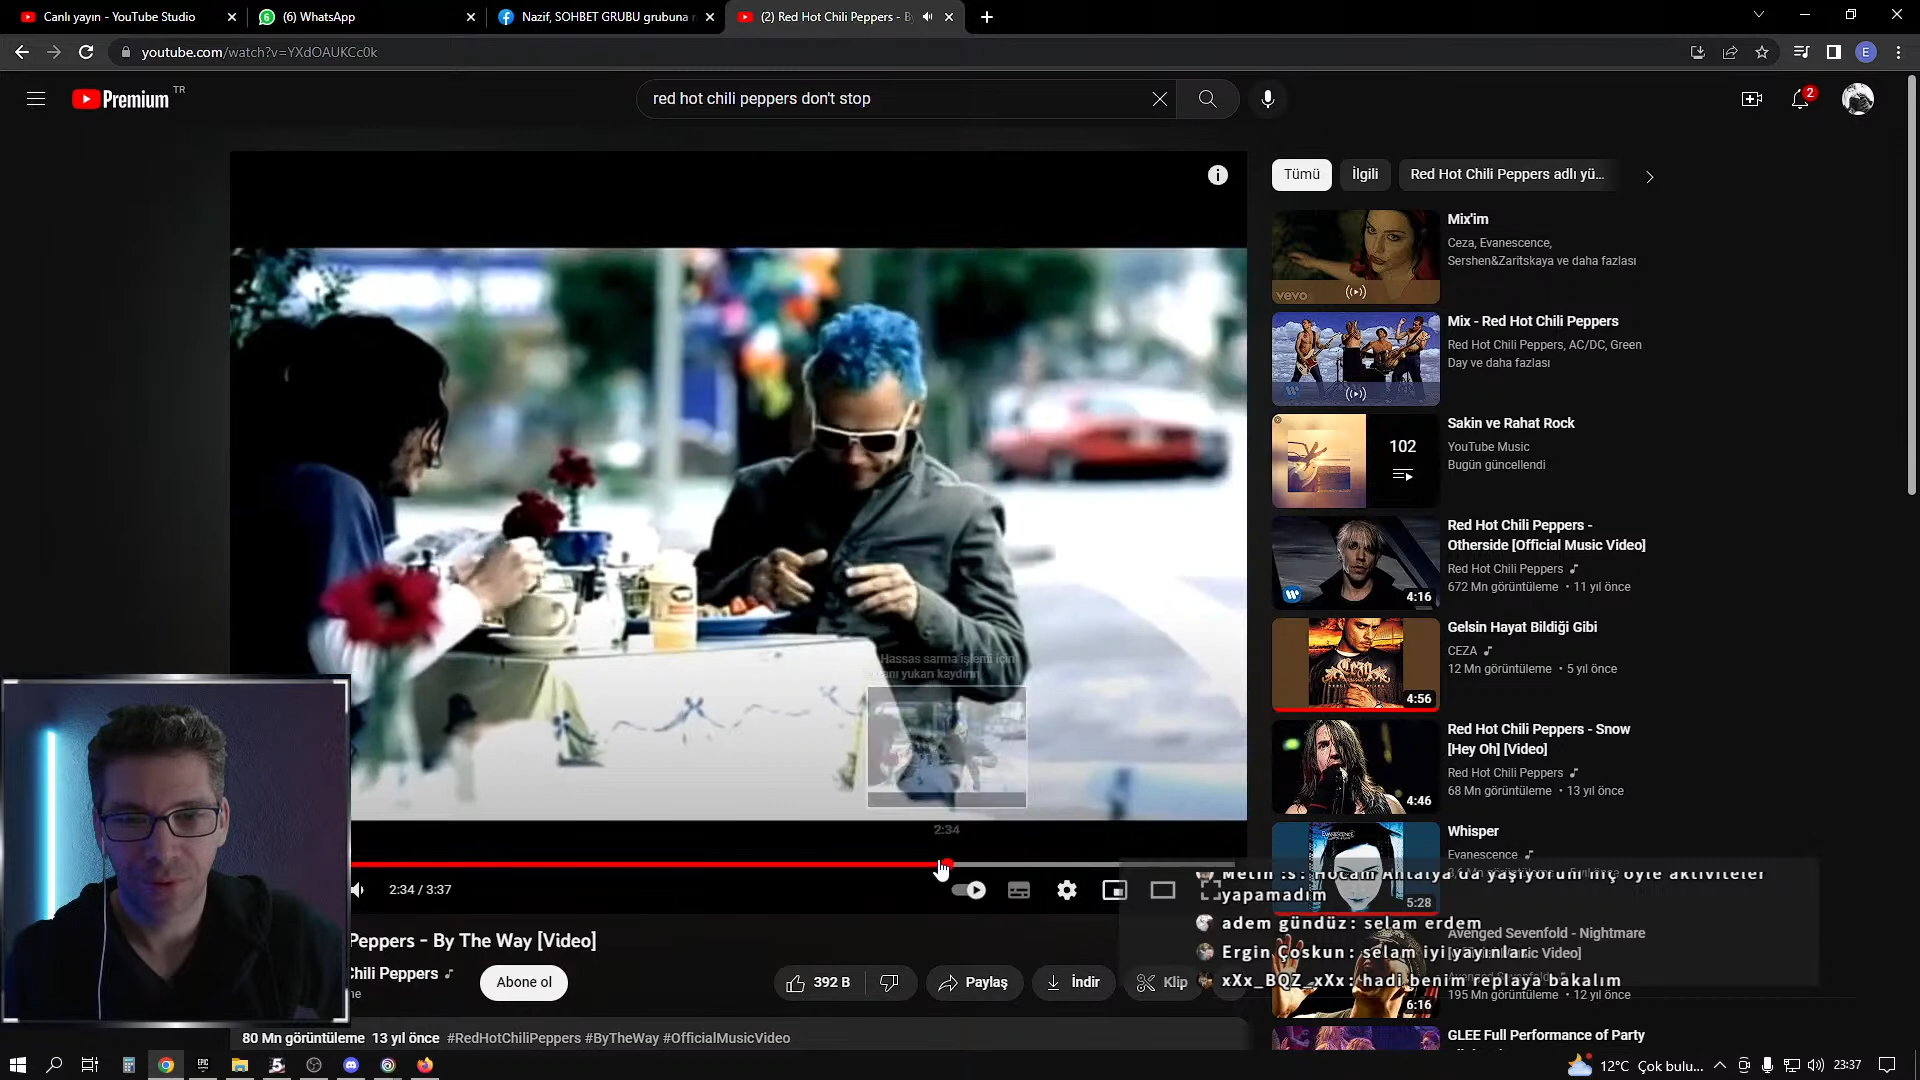 Canlı yayın - YouTube Studio
(6) WhatsApp
Nazif, SOHBET GRUBU grubuna
(2) Red Hot Chili Peppers - B
youtube.com/watch?v=YXdOAUKCc0k
E
Premium TR
red hot chili peppers don't stop
2
Tümü
İlgili
Red Hot Chili Peppers adlı yü...
Mix'im
Ceza, Evanescence,
Sershen&Zaritskaya ve daha fazlası
vevo
Mix - Red Hot Chili Peppers
Red Hot Chili Peppers, AC/DC, Green
Day ve daha fazlası
Sakin ve Rahat Rock
YouTube Music
Bugün güncellendi
102
Red Hot Chili Peppers -
Otherside [Official Music Video]
Red Hot Chili Peppers
672 Mn görüntüleme • 11 yıl önce
4:16
Gelsin Hayat Bildiği Gibi
CEZA
12 Mn görüntüleme • 5 yıl önce
4:56
Red Hot Chili Peppers - Snow
[Hey Oh] [Video]
Red Hot Chili Peppers
68 Mn görüntüleme • 13 yıl önce
4:46
Whisper
Evanescence
5:28
Avenged Sevenfold - Nightmare
195 Mn görüntüleme • 12 yıl önce
6:16
GLEE Full Performance of Party
Hassas sarma işlemi için
yukarı kaydırın
2:34
2:34 / 3:37
Metin :s: Hocam Antalya'da yaşıyorum hiç öyle aktiviteler
yapamadım
adem gündüz: selam erdem
Ergin Çoskun: selam iyi yayınlar.
xXx_BQZ_xXx: hadi benim replaya bakalım
Peppers - By The Way [Video]
Chili Peppers
Abone ol
392 B
Paylaş
İndir
Klip
80 Mn görüntüleme 13 yıl önce #RedHotChiliPeppers #ByTheWay #OfficialMusicVideo
12°C Çok bulu...
23:37